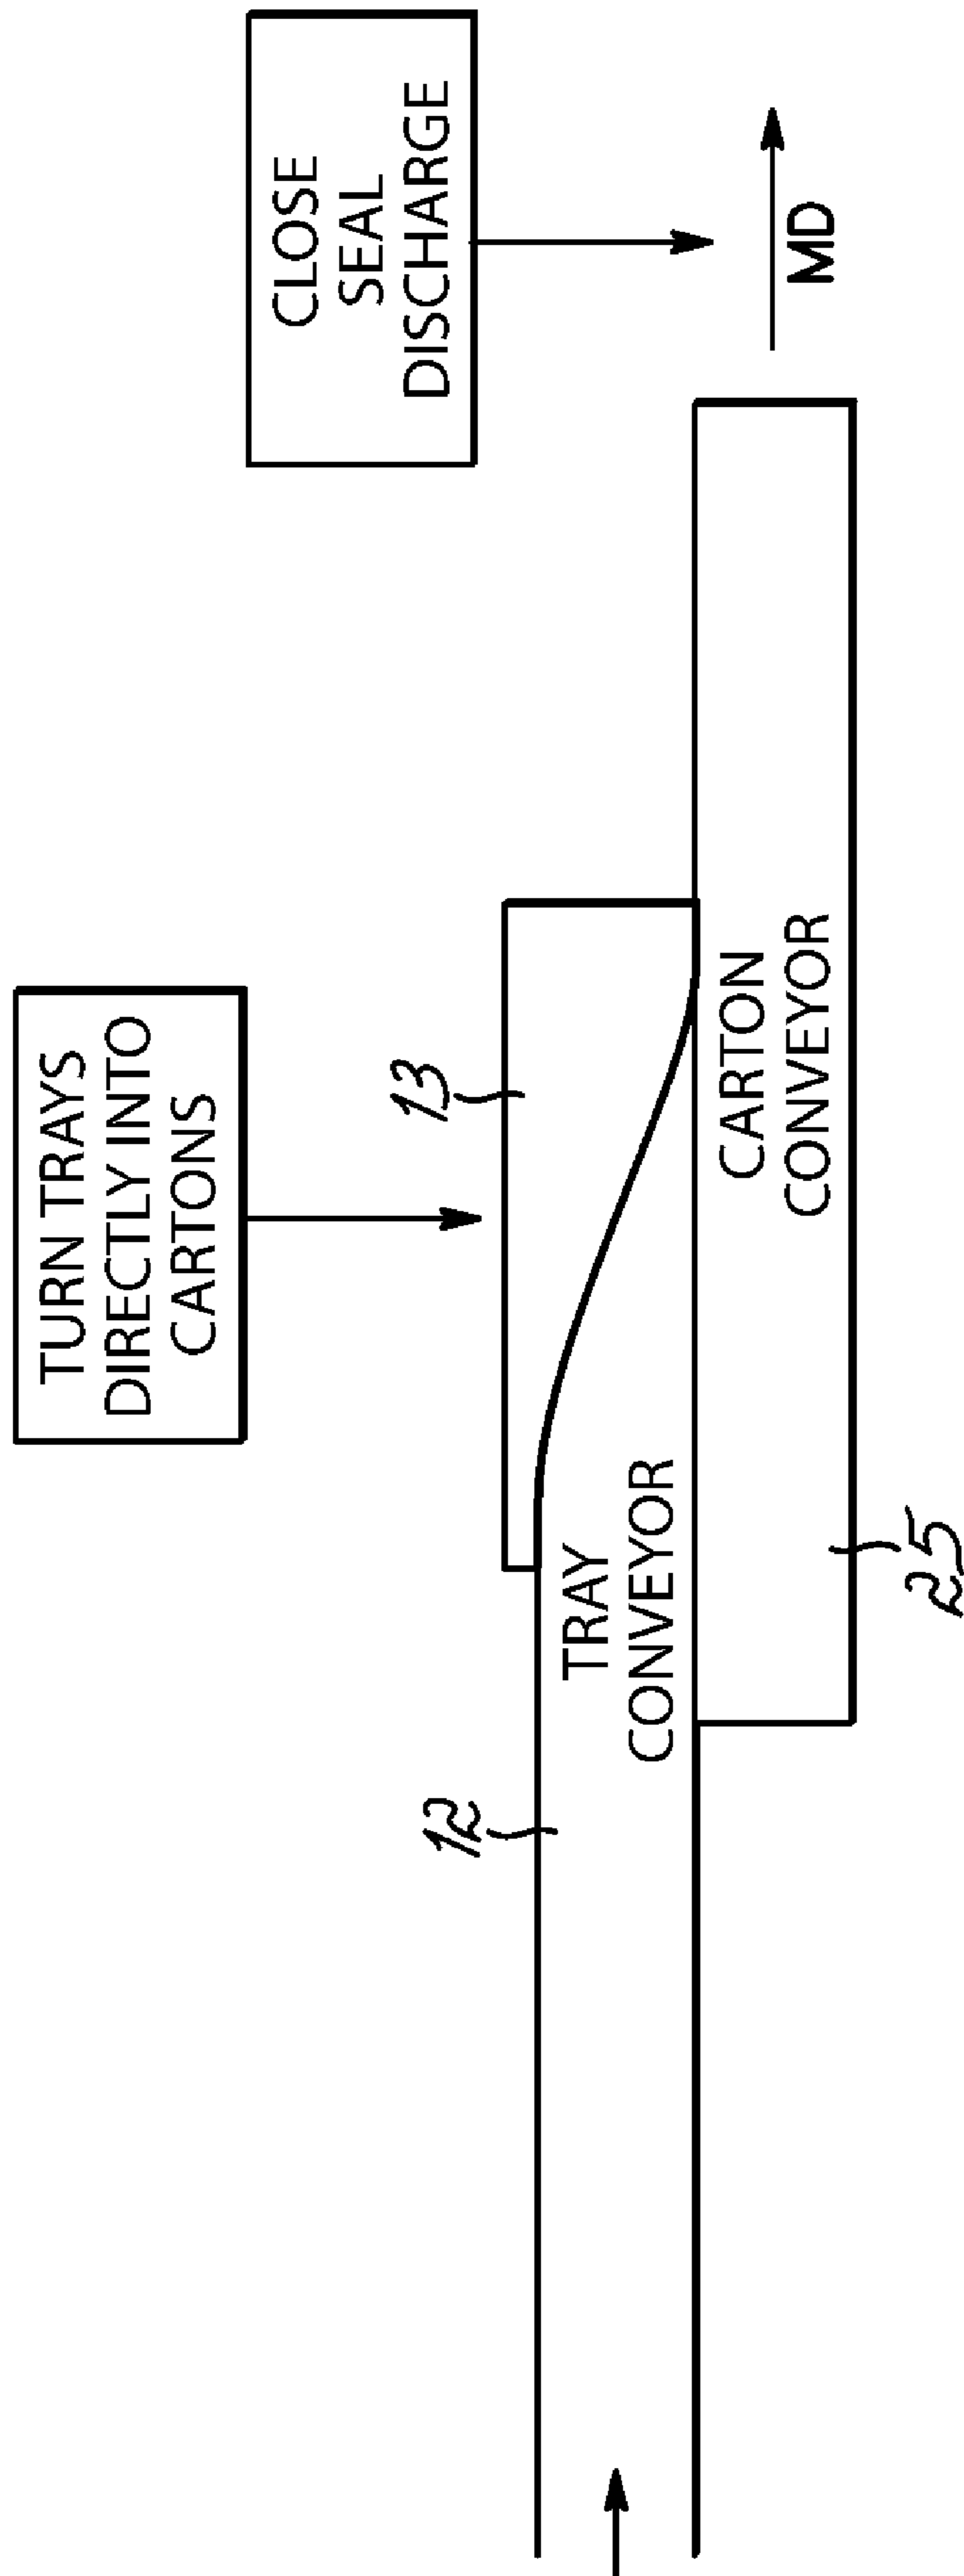 TURN TRAYS
DIRECTLY INTO
CARTONS
CLOSE
SEAL
DISCHARGE
13
12
TRAY
CONVEYOR
CARTON
CONVEYOR
MD
25